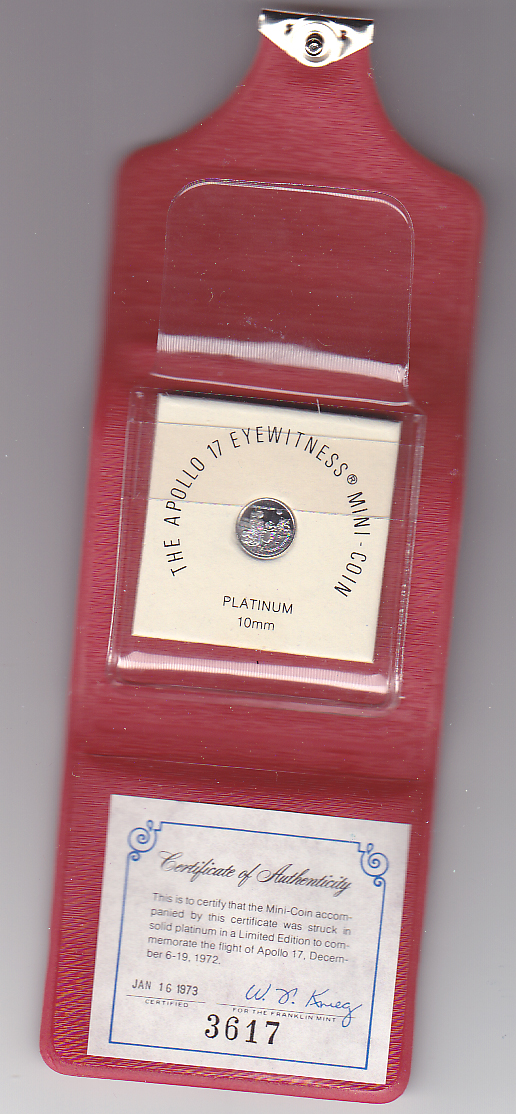 THE APOLLO 17 EYEWITNESS® MINI-COIN
PLATINUM
10mm
Certificate of Authenticity
This is to certify that the Mini-Coin accom-
panied by this certificate was struck in
solid platinum in a Limited Edition to com-
memorate the flight of Apollo 17, Decem-
ber 6-19, 1972.
JAN 16 1973
CERTIFIED
W. F. Krieg
FOR THE FRANKLIN MINT
3617